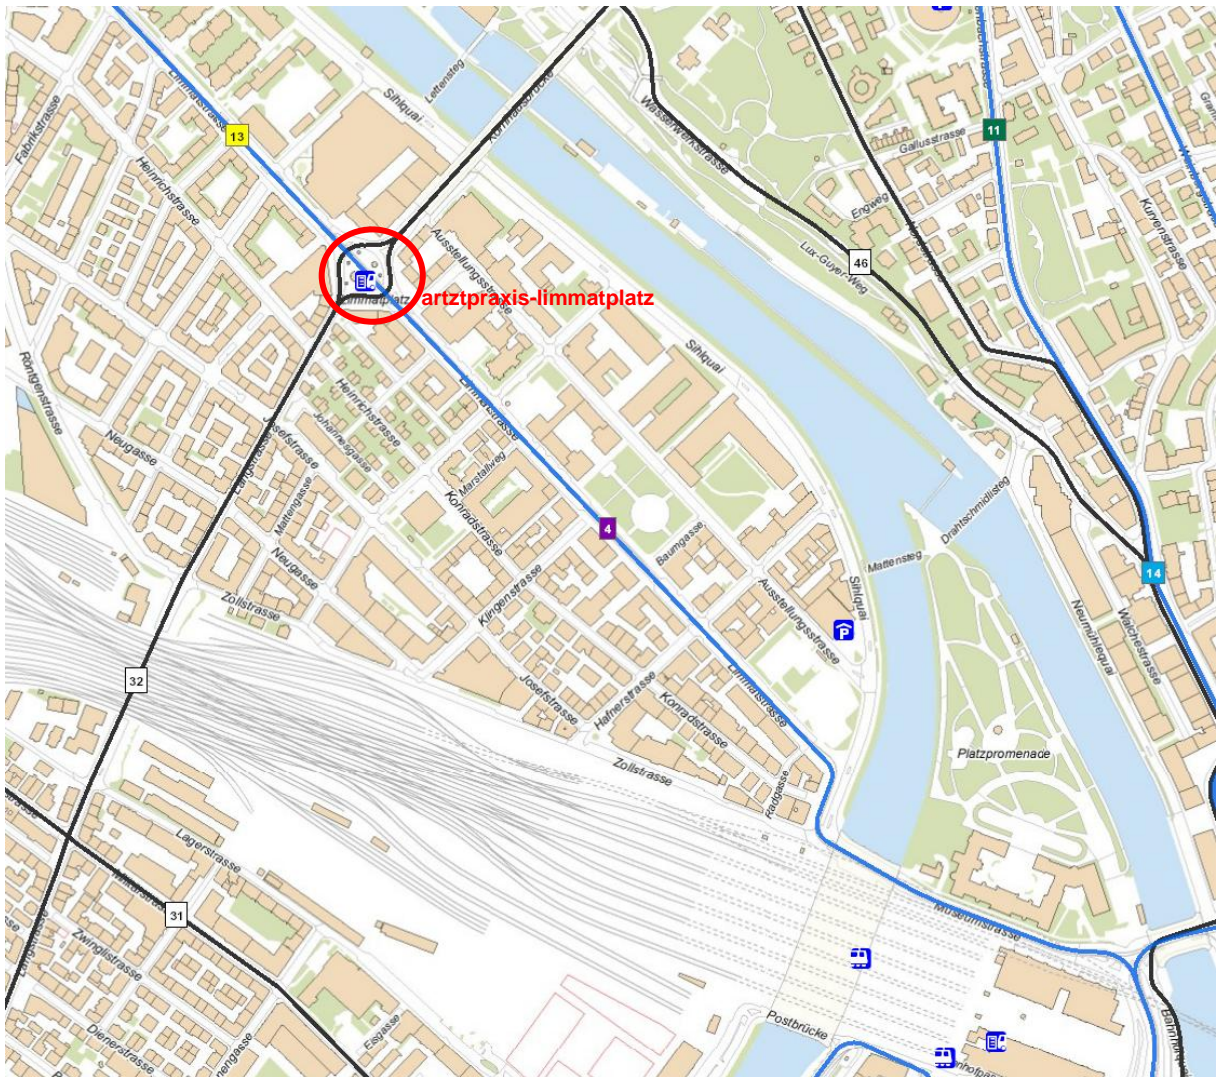 Limmatstrasse
13
Fabrikstrasse
Heinrichstrasse
Sihlquai
Lettensteg
Kornhausbrücke
Wasserwerkstrasse
Gallusstrasse
11
Engweg
Nordstrasse
Kurvenstrasse
Lux-Guyer-Weg
46
Ausstellungsstrasse
Limmatplatz
artztpraxis-limmatplatz
Sihlquai
Röntgenstrasse
Heinrichstrasse
Limmatstrasse
Johannesgasse
Josefstrasse
Neugasse
Langstrasse
Marstallweg
Mattengasse
Konradstrasse
4
Baumgasse
Drahtschmidlisteg
Mattensteg
14
Neugasse
Zollstrasse
Klingenstrasse
Ausstellungsstrasse
Sihlquai
P
Neumühlequai
Walchestrasse
32
Josefstrasse
Hafnerstrasse
Konradstrasse
Limmatstrasse
Zollstrasse
Radgasse
Platzpromenade
Lagerstrasse
31
Zwinglistrasse
Museumstrasse
Dienerstrasse
Eisgasse
Postbrücke